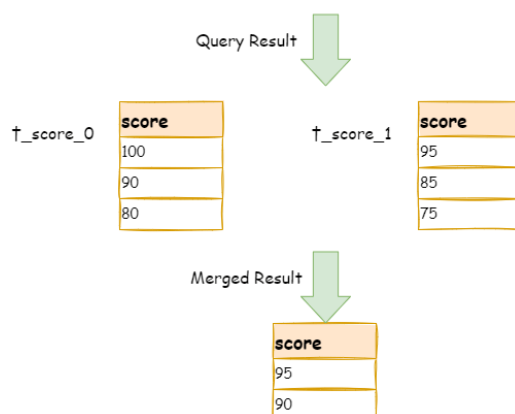 Query Result
t_score_0
score
100
90
80
t_score_1
score
95
85
75
Merged Result
score
95
90